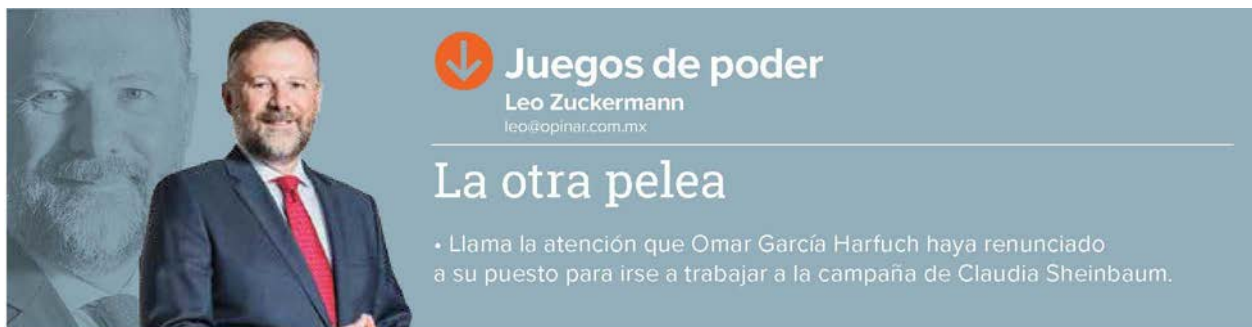 Juegos de poder
Leo Zuckermann
leo@opinar.com.mx
La otra pelea
• Llama la atención que Omar García Harfuch haya renunciado
a su puesto para irse a trabajar a la campaña de Claudia Sheinbaum.